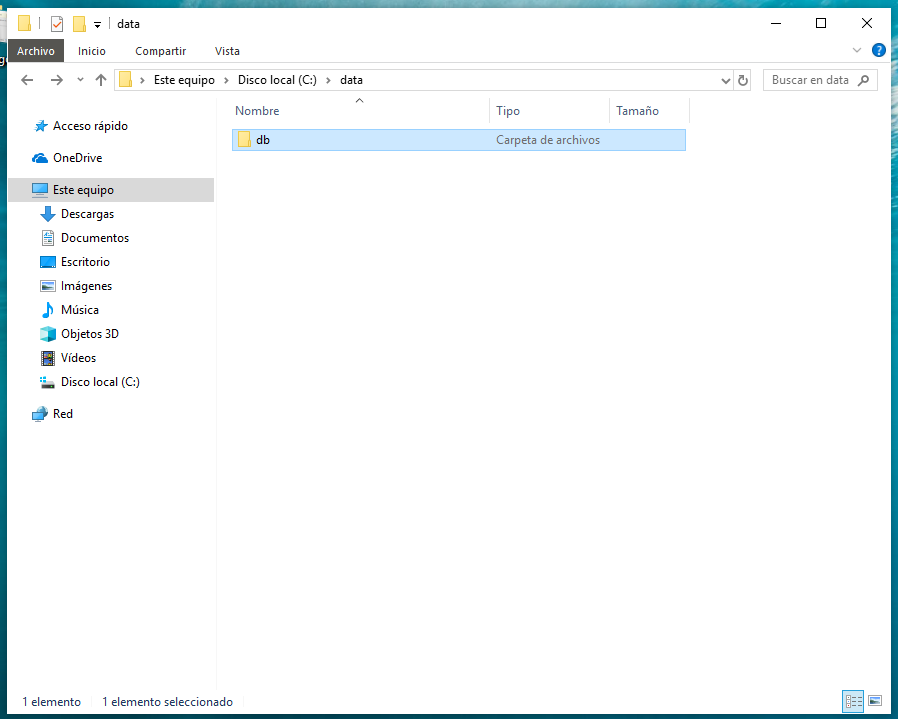 data
Archivo Inicio Compartir Vista
Este equipo Disco local (C:) data Buscar en data
Nombre Tipo Tamaño
db Carpeta de archivos
Acceso rápido
OneDrive
Este equipo
Descargas
Documentos
Escritorio
Imágenes
Música
Objetos 3D
Vídeos
Disco local (C:)
Red
1 elemento 1 elemento seleccionado